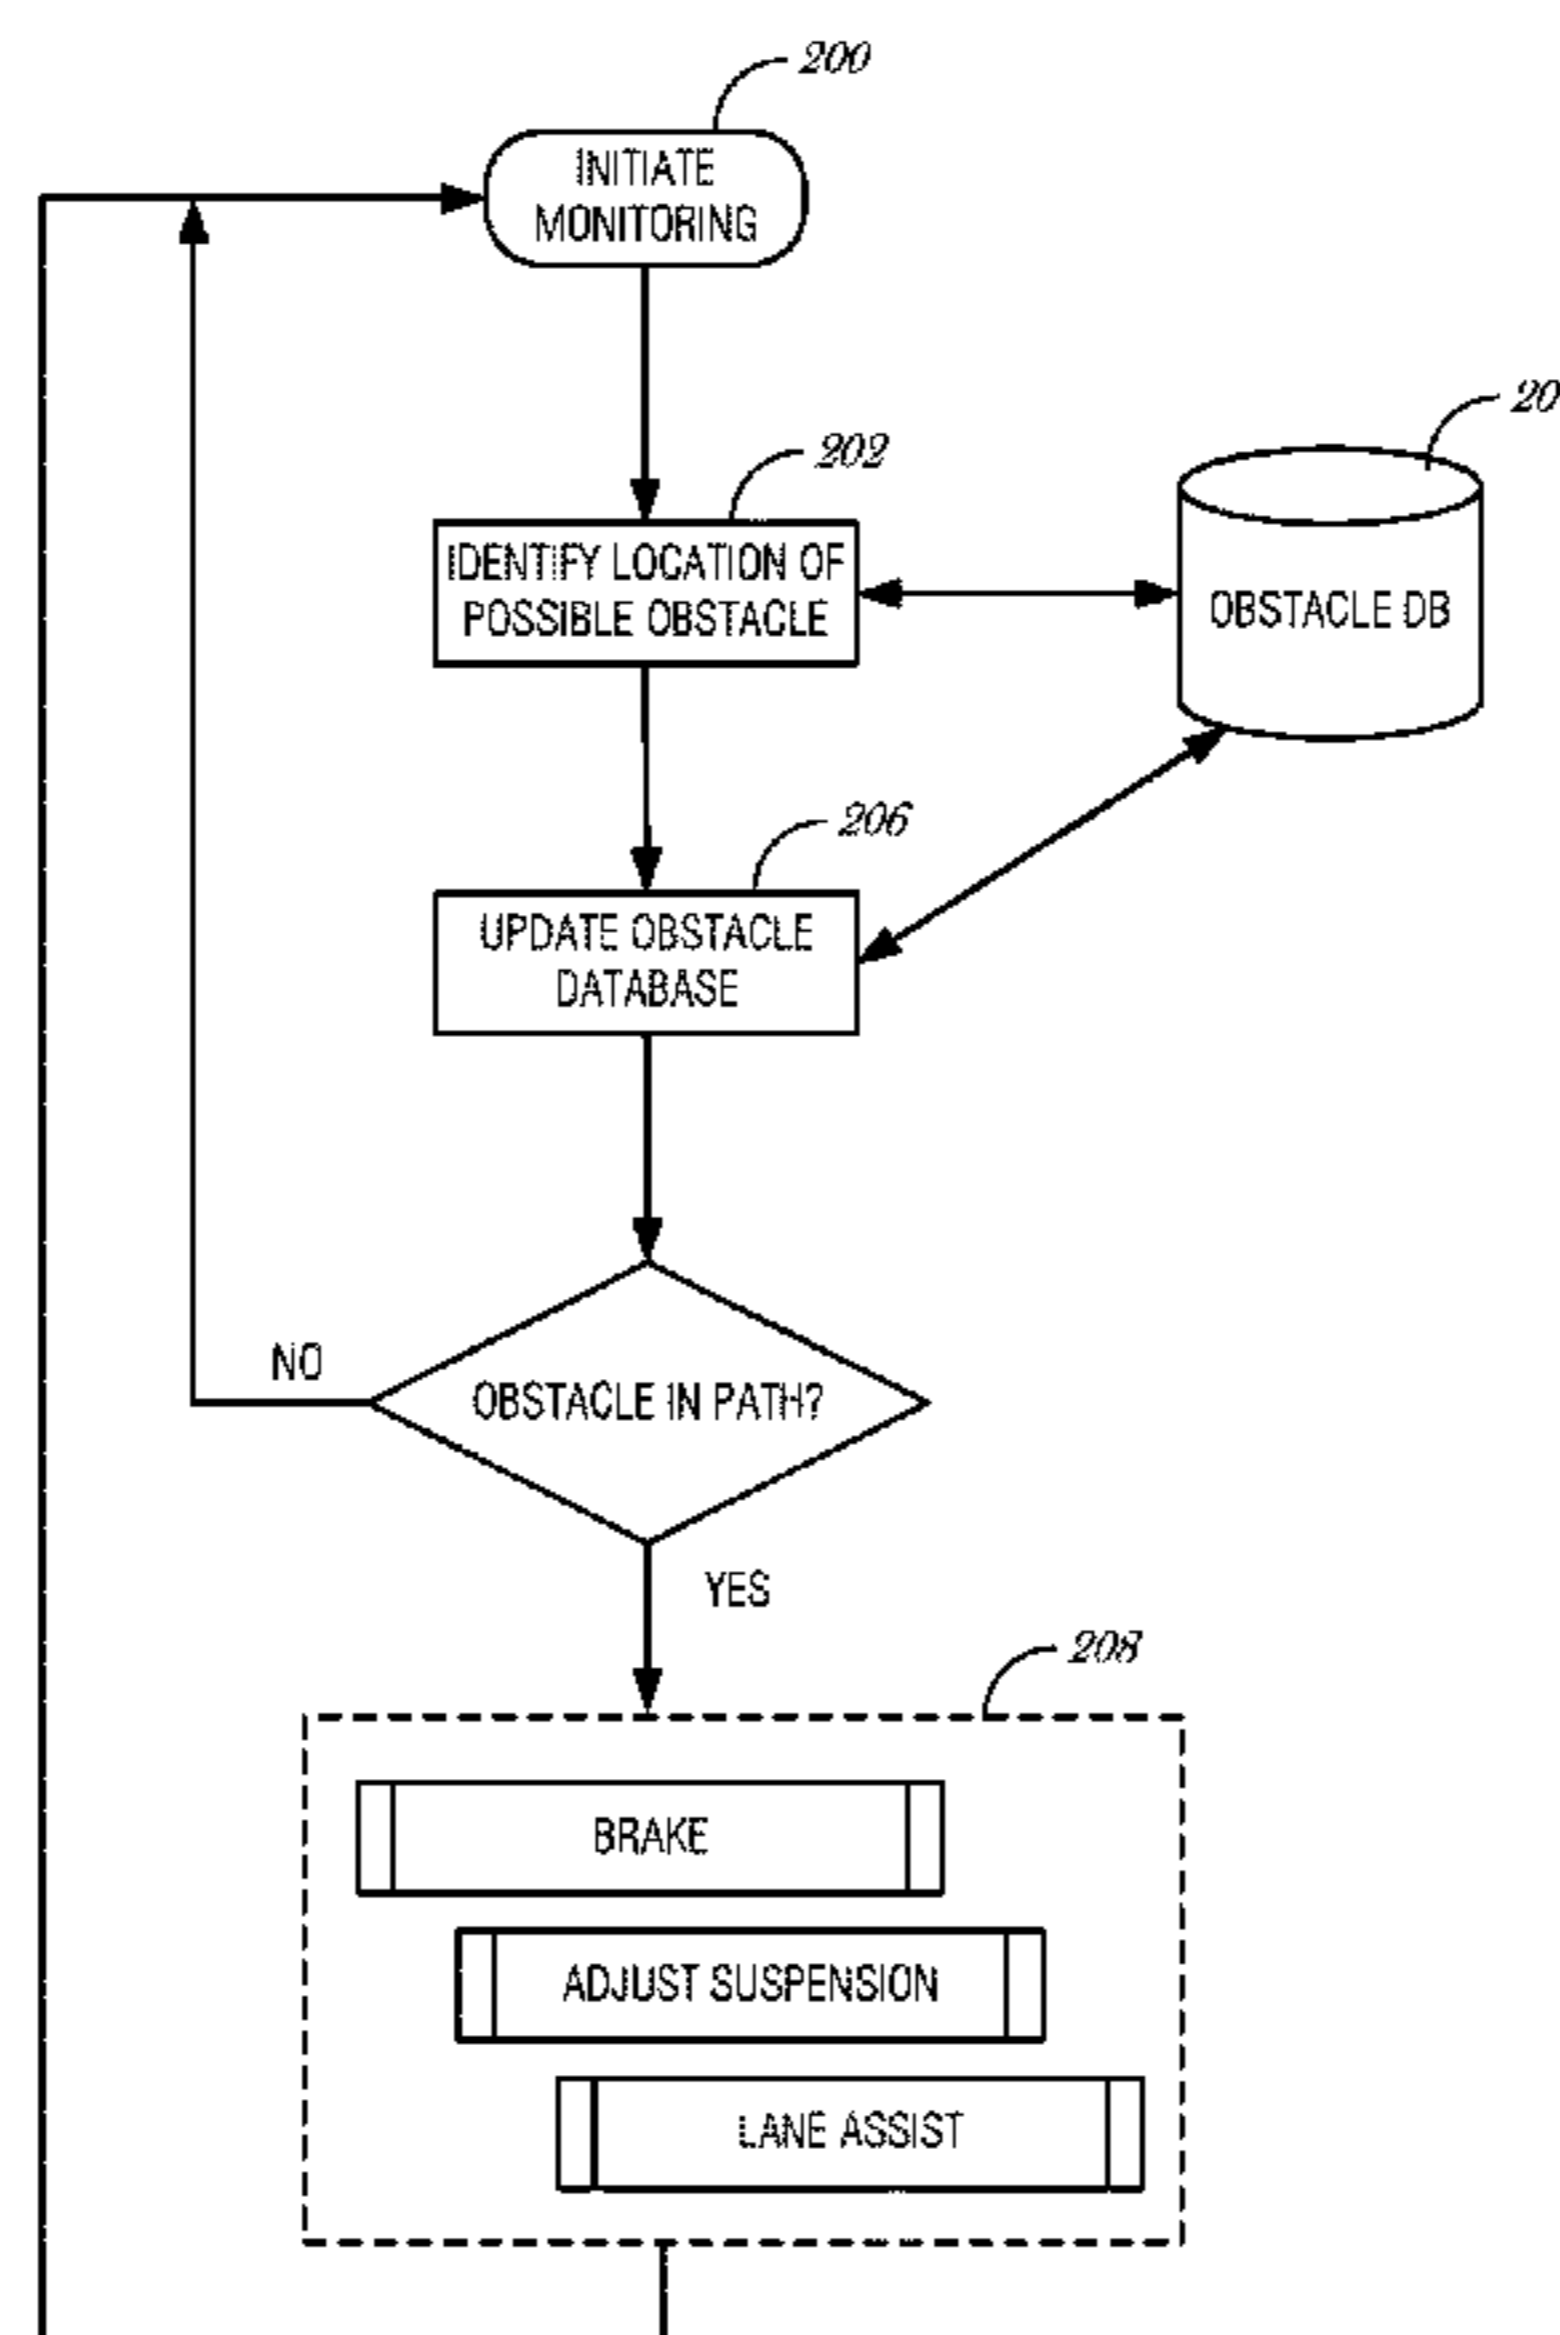 200
INITIATE
MONITORING
202
IDENTIFY LOCATION OF
POSSIBLE OBSTACLE
20
OBSTACLE DB
206
UPDATE OBSTACLE
DATABASE
OBSTACLE IN PATH?
NO
YES
208
BRAKE
ADJUST SUSPENSION
LANE ASSIST